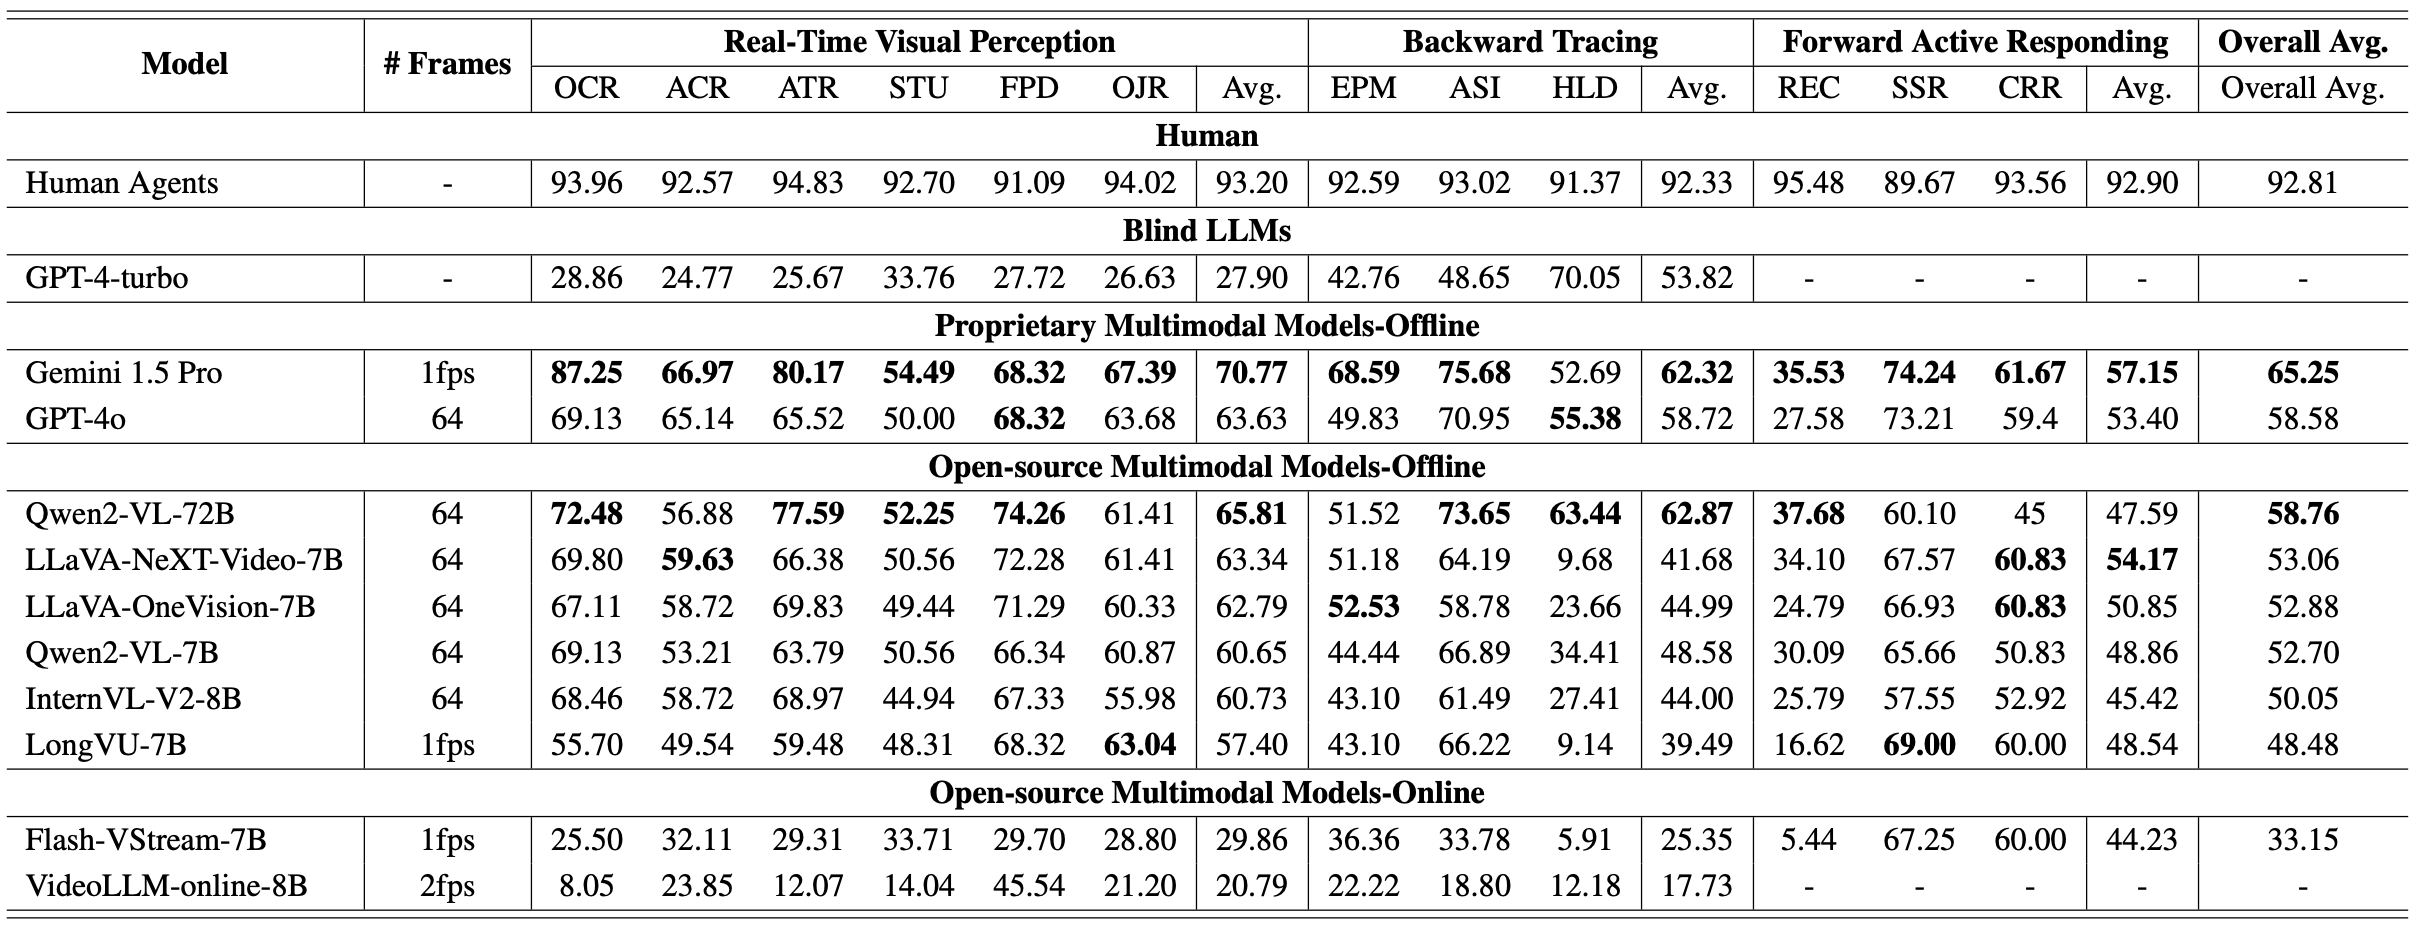 Model # Frames Real-Time Visual Perception Backward Tracing Forward Active Responding Overall Avg.
OCR ACR ATR STU FPD OJR Avg. EPM ASI HLD Avg. REC SSR CRR Avg. Overall Avg.
Human
Human Agents - 93.96 92.57 94.83 92.70 91.09 94.02 93.20 92.59 93.02 91.37 92.33 95.48 89.67 93.56 92.90 92.81
Blind LLMs
GPT-4-turbo - 28.86 24.77 25.67 33.76 27.72 26.63 27.90 42.76 48.65 70.05 53.82 - - - - -
Proprietary Multimodal Models-Offline
Gemini 1.5 Pro 1fps 87.25 66.97 80.17 54.49 68.32 67.39 70.77 68.59 75.68 52.69 62.32 35.53 74.24 61.67 57.15 65.25
GPT-4o 64 69.13 65.14 65.52 50.00 68.32 63.68 63.63 49.83 70.95 55.38 58.72 27.58 73.21 59.4 53.40 58.58
Open-source Multimodal Models-Offline
Qwen2-VL-72B 64 72.48 56.88 77.59 52.25 74.26 61.41 65.81 51.52 73.65 63.44 62.87 37.68 60.10 45 47.59 58.76
LLaVA-NeXT-Video-7B 64 69.80 59.63 66.38 50.56 72.28 61.41 63.34 51.18 64.19 9.68 41.68 34.10 67.57 60.83 54.17 53.06
LLaVA-OneVision-7B 64 67.11 58.72 69.83 49.44 71.29 60.33 62.79 52.53 58.78 23.66 44.99 24.79 66.93 60.83 50.85 52.88
Qwen2-VL-7B 64 69.13 53.21 63.79 50.56 66.34 60.87 60.65 44.44 66.89 34.41 48.58 30.09 65.66 50.83 48.86 52.70
InternVL-V2-8B 64 68.46 58.72 68.97 44.94 67.33 55.98 60.73 43.10 61.49 27.41 44.00 25.79 57.55 52.92 45.42 50.05
LongVU-7B 1fps 55.70 49.54 59.48 48.31 68.32 63.04 57.40 43.10 66.22 9.14 39.49 16.62 69.00 60.00 48.54 48.48
Open-source Multimodal Models-Online
Flash-VStream-7B 1fps 25.50 32.11 29.31 33.71 29.70 28.80 29.86 36.36 33.78 5.91 25.35 5.44 67.25 60.00 44.23 33.15
VideoLLM-online-8B 2fps 8.05 23.85 12.07 14.04 45.54 21.20 20.79 22.22 18.80 12.18 17.73 - - - - -